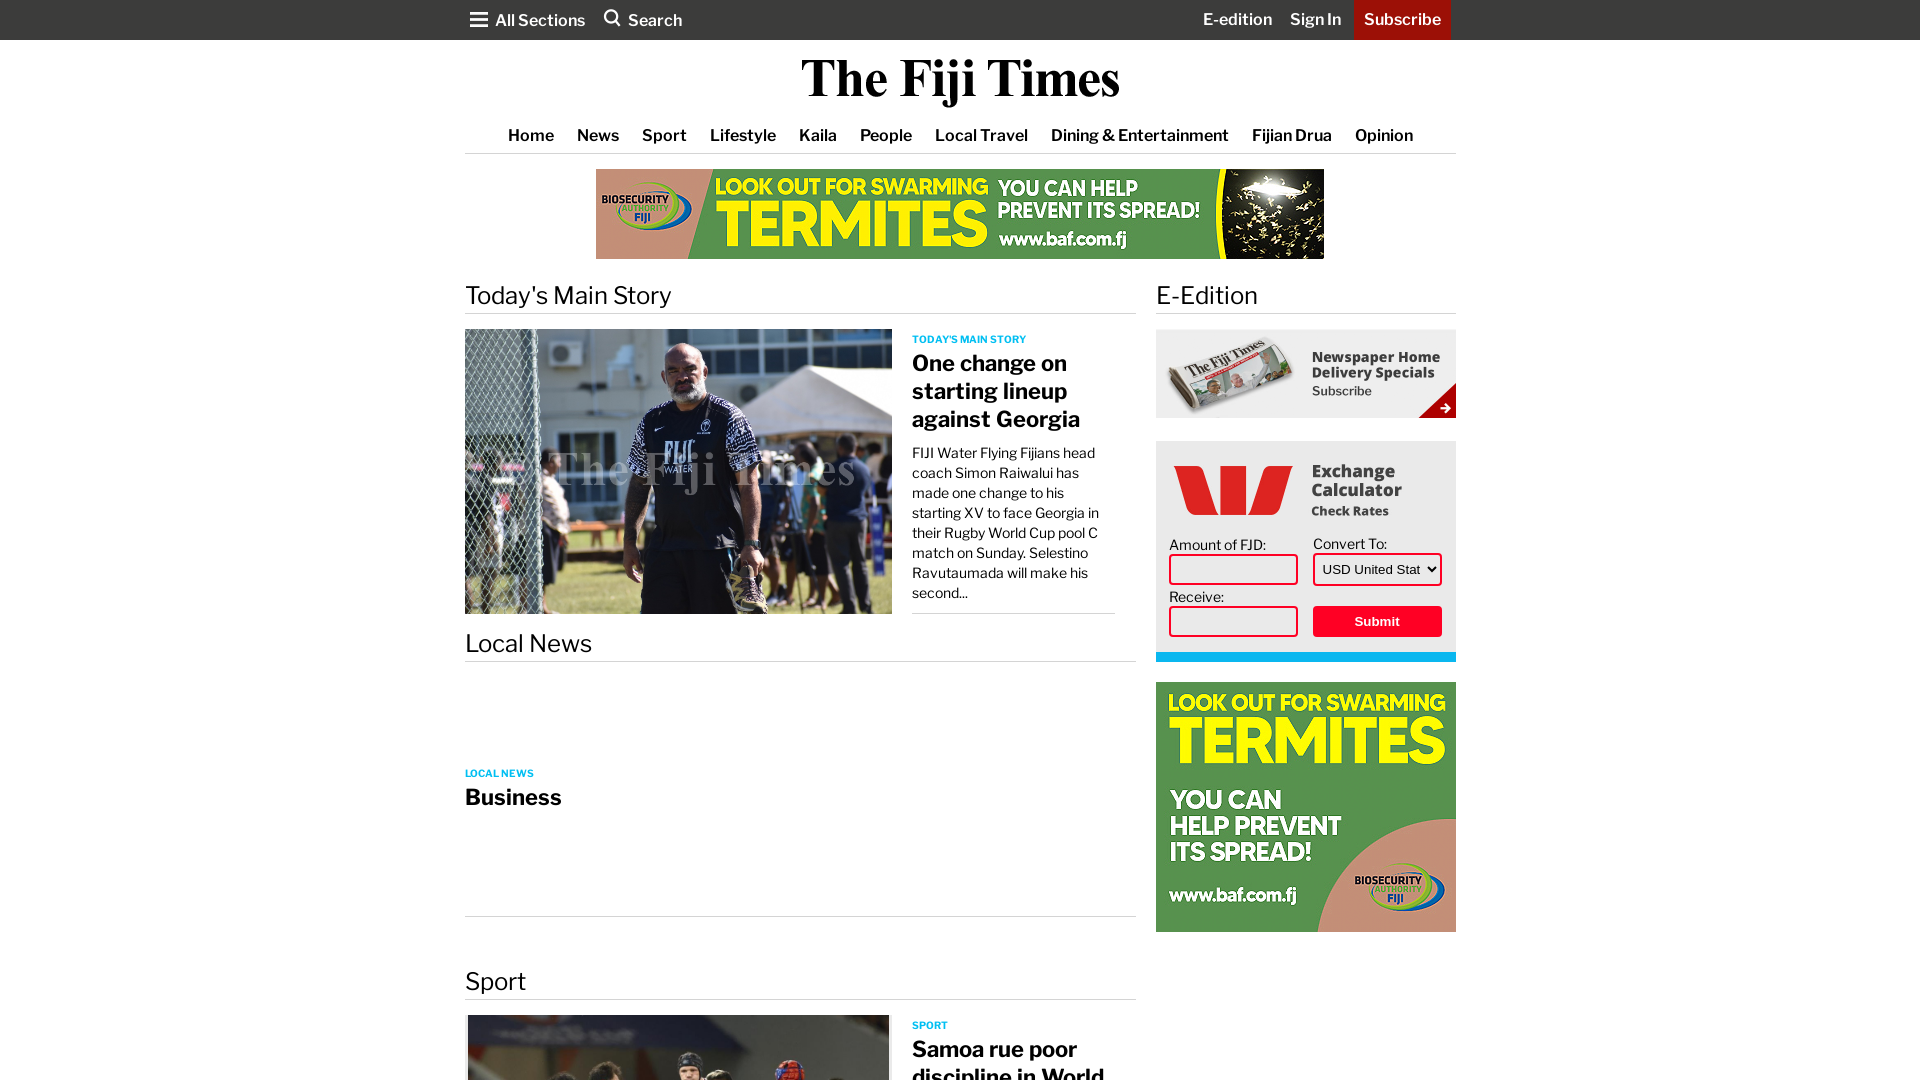 All Sections
Search
E-edition
Sign In
Subscribe
The Fiji Times
Home
News
Sport
Lifestyle
Kaila
People
Local Travel
Dining & Entertainment
Fijian Drua
Opinion
BIOSECURITY
AUTHORITY
FIJI
LOOK OUT FOR SWARMING
TERMITES
YOU CAN HELP
PREVENT ITS SPREAD!
www.baf.com.fj
Today's Main Story
FIJI
WATER
The Fiji Times
TODAY'S MAIN STORY
One change on
starting lineup
against Georgia
FIJI Water Flying Fijians head
coach Simon Raiwalui has
made one change to his
starting XV to face Georgia in
their Rugby World Cup pool C
match on Sunday. Selestino
Ravutaumada will make his
second...
Local News
LOCAL NEWS
Business
Sport
SPORT
Samoa rue poor
discipline in World
E-Edition
The Fiji Times
Newspaper Home
Delivery Specials
Subscribe
Exchange
Calculator
Check Rates
Amount of FJD:
Convert To:
USD United Stat
Receive:
Submit
LOOK OUT FOR SWARMING
TERMITES
YOU CAN
HELP PREVENT
ITS SPREAD!
www.baf.com.fj
BIOSECURITY
AUTHORITY
FIJI